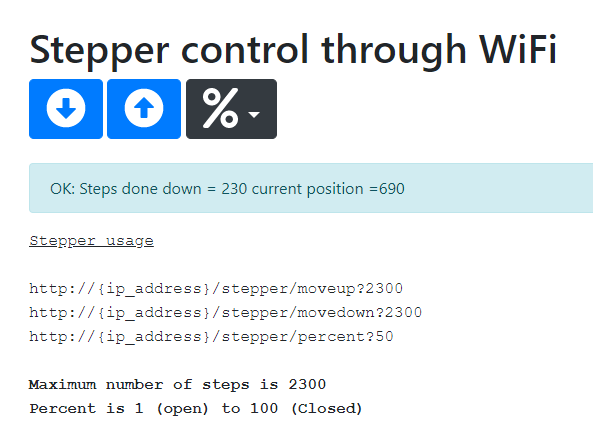 Stepper control through WiFi
%
OK: Steps done down = 230 current position =690
Stepper usage
http://{ip_address}/stepper/moveup?2300
http://{ip_address}/stepper/movedown?2300
http://{ip_address}/stepper/percent?50
Maximum number of steps is 2300
Percent is 1 (open) to 100 (Closed)